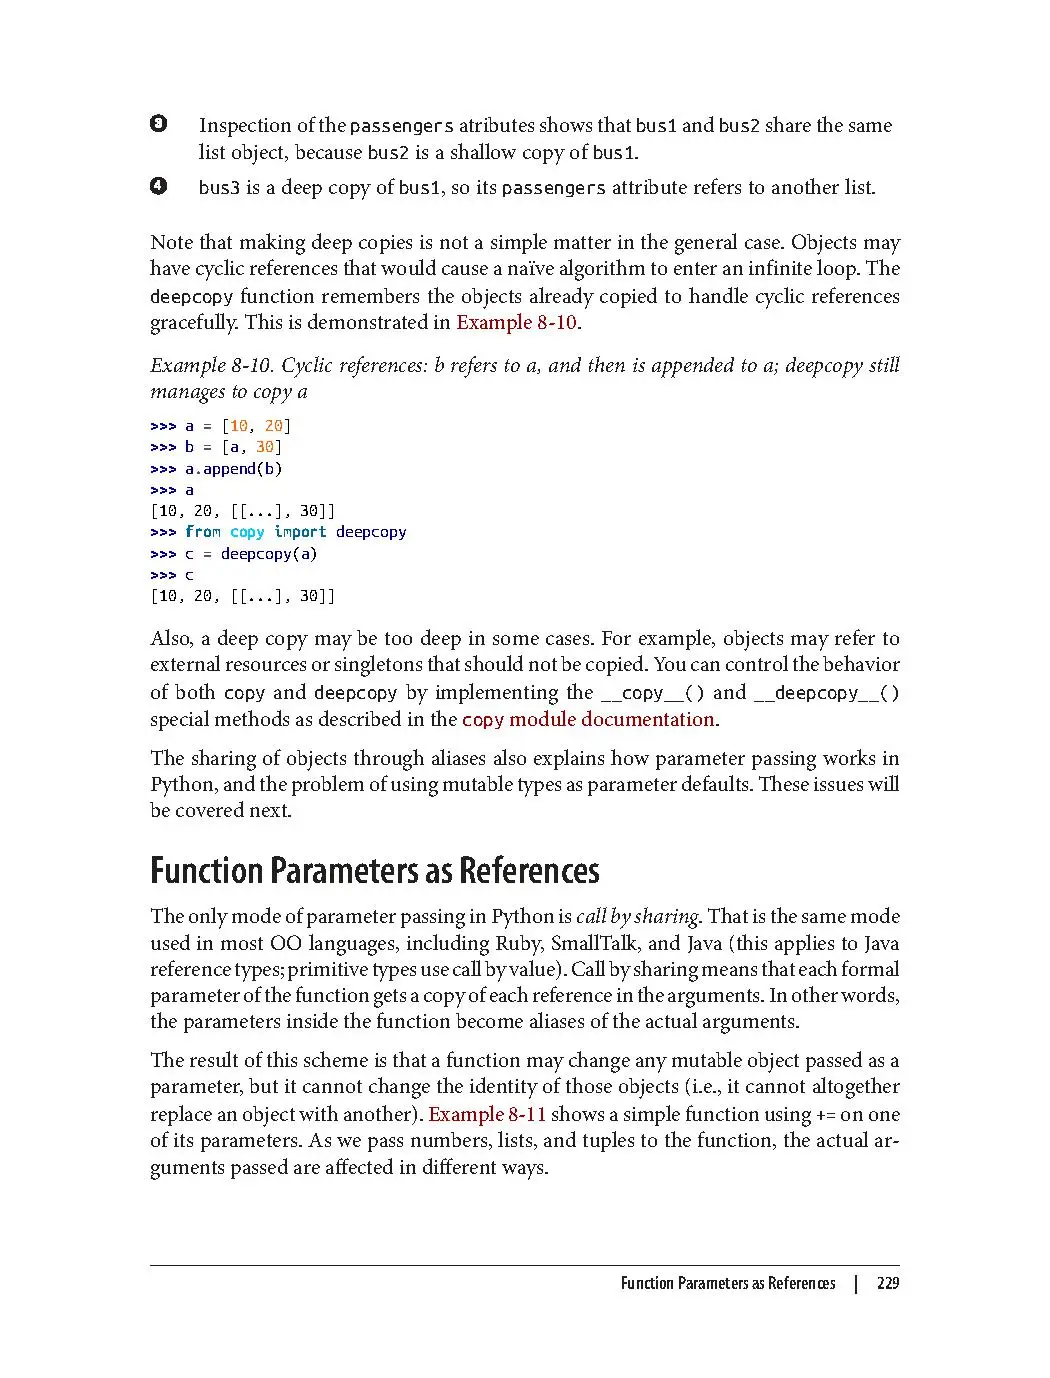 ❸ Inspection of the passengers atributes shows that bus1 and bus2 share the same
list object, because bus2 is a shallow copy of bus1.
❹ bus3 is a deep copy of bus1, so its passengers attribute refers to another list.
Note that making deep copies is not a simple matter in the general case. Objects may
have cyclic references that would cause a naïve algorithm to enter an infinite loop. The
deepcopy function remembers the objects already copied to handle cyclic references
gracefully. This is demonstrated in Example 8-10.
Example 8-10. Cyclic references: b refers to a, and then is appended to a; deepcopy still
manages to copy a
>>> a = [10, 20]
>>> b = [a, 30]
>>> a.append(b)
>>> a
[10, 20, [[...], 30]]
>>> from copy import deepcopy
>>> c = deepcopy(a)
>>> c
[10, 20, [[...], 30]]
Also, a deep copy may be too deep in some cases. For example, objects may refer to
external resources or singletons that should not be copied. You can control the behavior
of both copy and deepcopy by implementing the __copy__() and __deepcopy__()
special methods as described in the copy module documentation.
The sharing of objects through aliases also explains how parameter passing works in
Python, and the problem of using mutable types as parameter defaults. These issues will
be covered next.
Function Parameters as References
The only mode of parameter passing in Python is call by sharing. That is the same mode
used in most OO languages, including Ruby, SmallTalk, and Java (this applies to Java
reference types; primitive types use call by value). Call by sharing means that each formal
parameter of the function gets a copy of each reference in the arguments. In other words,
the parameters inside the function become aliases of the actual arguments.
The result of this scheme is that a function may change any mutable object passed as a
parameter, but it cannot change the identity of those objects (i.e., it cannot altogether
replace an object with another). Example 8-11 shows a simple function using += on one
of its parameters. As we pass numbers, lists, and tuples to the function, the actual ar-
guments passed are affected in different ways.
Function Parameters as References | 229